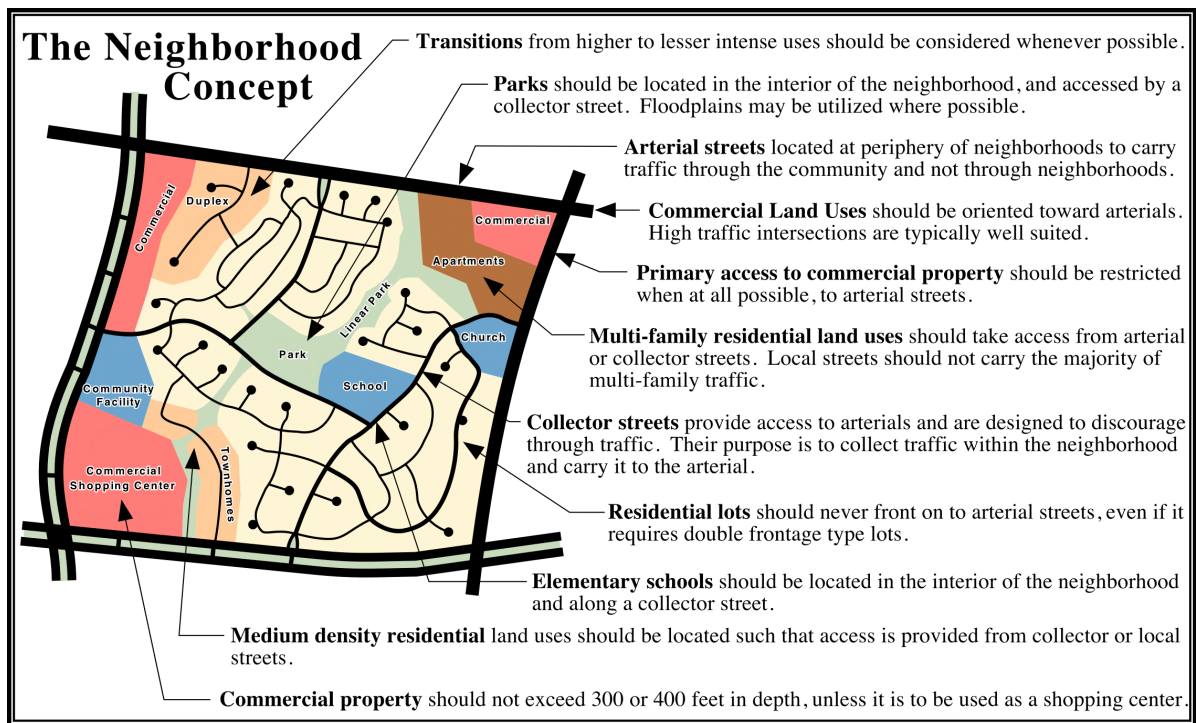 The Neighborhood
Concept
Transitions from higher to lesser intense uses should be considered whenever possible.
Parks should be located in the interior of the neighborhood, and accessed by a
collector street.  Floodplains may be utilized where possible.
Arterial streets located at periphery of neighborhoods to carry
traffic through the community and not through neighborhoods.
Commercial Land Uses should be oriented toward arterials.
High traffic intersections are typically well suited.
Primary access to commercial property should be restricted
when at all possible, to arterial streets.
Multi-family residential land uses should take access from arterial
or collector streets.  Local streets should not carry the majority of
multi-family traffic.
Collector streets provide access to arterials and are designed to discourage
through traffic.  Their purpose is to collect traffic within the neighborhood
and carry it to the arterial.
Residential lots should never front on to arterial streets, even if it
requires double frontage type lots.
Elementary schools should be located in the interior of the neighborhood
and along a collector street.
Medium density residential land uses should be located such that access is provided from collector or local
streets.
Commercial property should not exceed 300 or 400 feet in depth, unless it is to be used as a shopping center.
Commercial
Duplex
Commercial
Apartments
Linear Park
Park
Church
School
Community
Facility
Commercial
Shopping Center
Townhomes